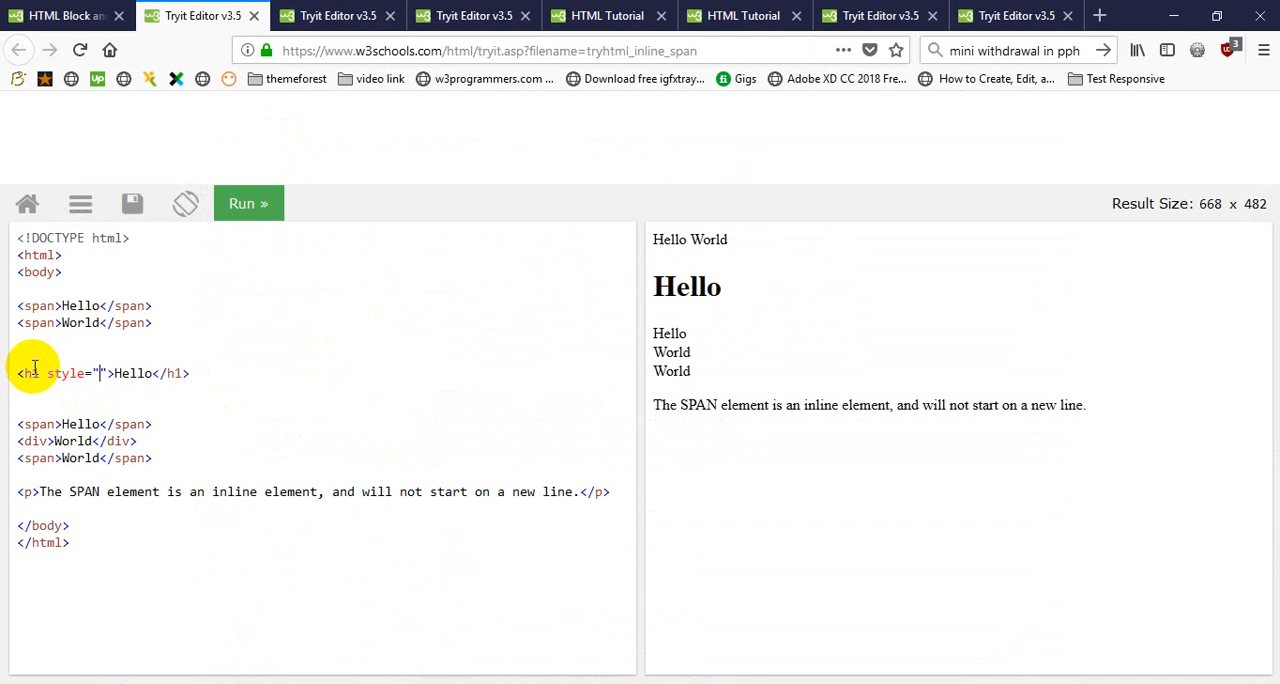 HTML Block an
Tryit Editor v3.5
Tryit Editor v3.5
Tryit Editor v3.5
HTML Tutorial
HTML Tutorial
Tryit Editor v3.5
Tryit Editor v3.5
https://www.w3schools.com/html/tryit.asp?filename=tryhtml_inline_span
mini withdrawal in pph
3
themeforest
video link
w3programmers.com ...
Download free igfxtray...
Gigs
Adobe XD CC 2018 Fre...
How to Create, Edit, a...
Test Responsive
Run »
Result Size: 668 x 482
<!DOCTYPE html>
<html>
<body>
<span>Hello</span>
<span>World</span>
<h1 style="">Hello</h1>
<span>Hello</span>
<div>World</div>
<span>World</span>
<p>The SPAN element is an inline element, and will not start on a new line.</p>
</body>
</html>
Hello World
Hello
Hello
World
World
The SPAN element is an inline element, and will not start on a new line.